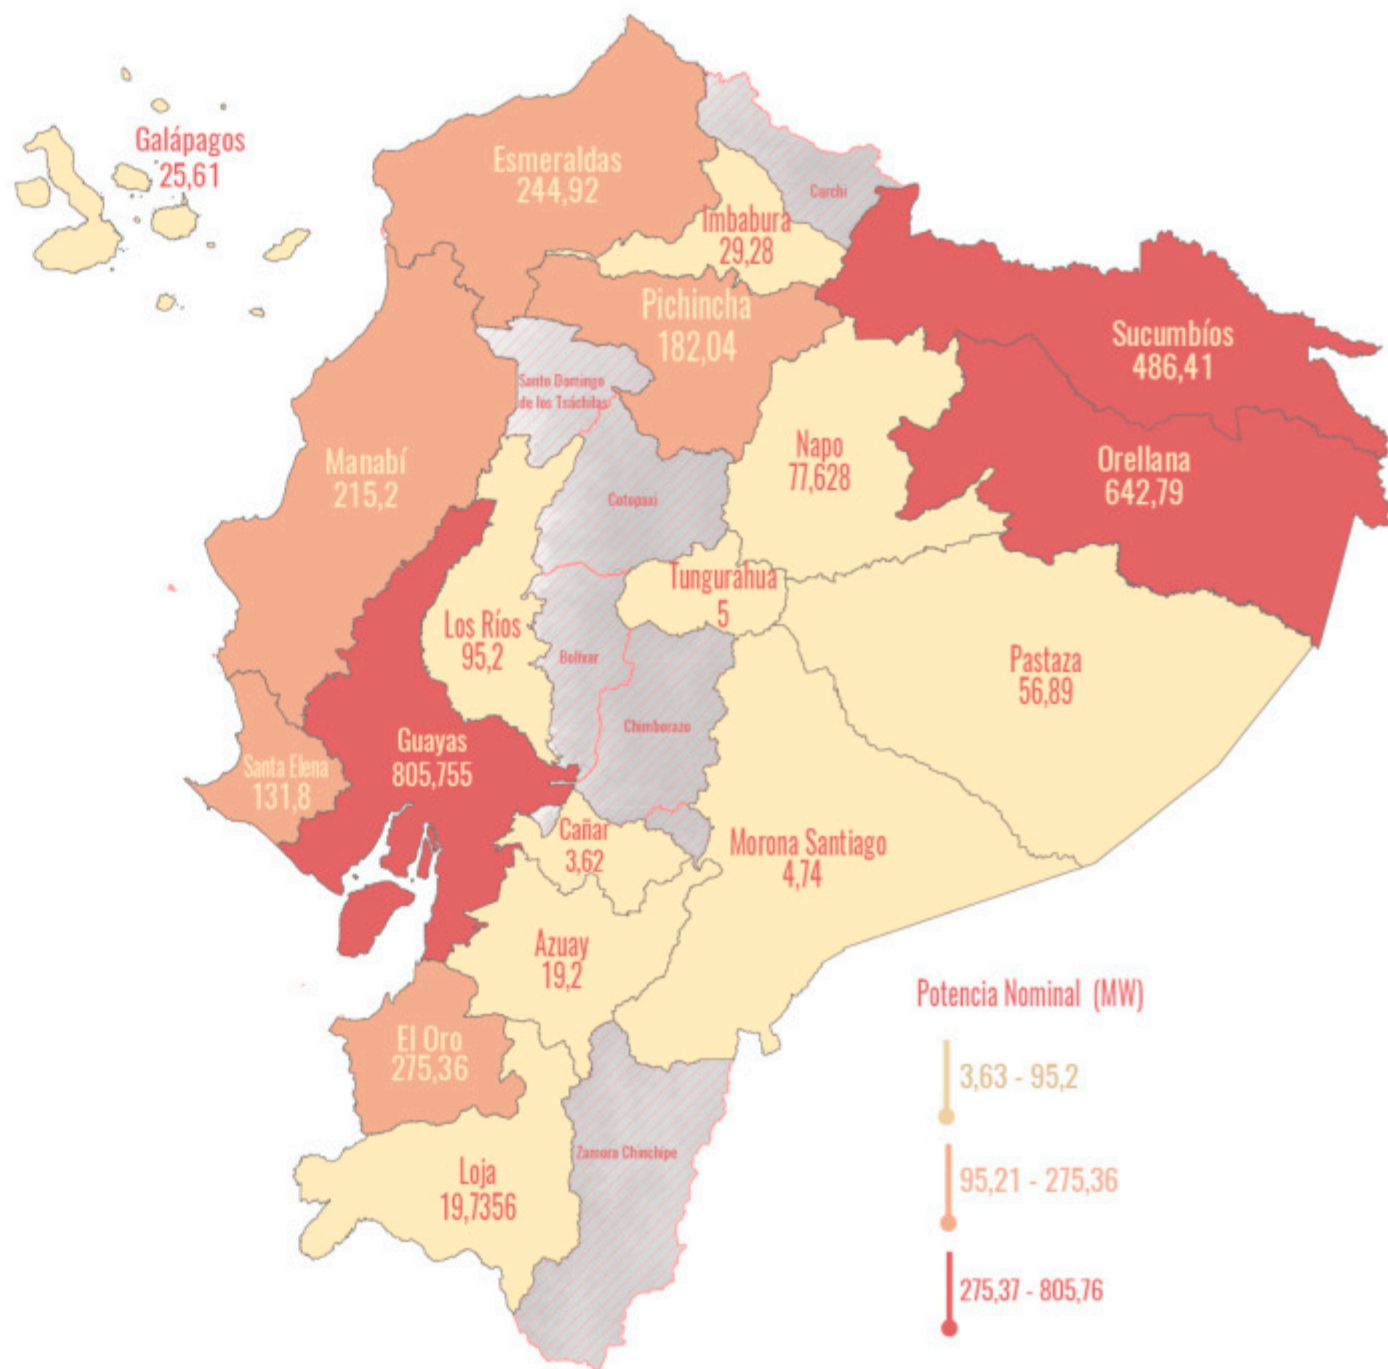 Galápagos
25,61
Esmeraldas
244,92
Carchi
Imbabura
29,28
Pichincha
182,04
Sucumbíos
486,41
Santo Domingo
de los Tsáchilas
Manabí
215,2
Napo
77,628
Orellana
642,79
Cotopaxi
Tungurahua
5
Los Ríos
95,2
Bolívar
Pastaza
56,89
Chimborazo
Guayas
805,755
Santa Elena
131,8
Cañar
3,62
Morona Santiago
4,74
Azuay
19,2
El Oro
275,36
Loja
19,7356
Zamora Chinchipe
Potencia Nominal (MW)
3,63 - 95,2
95,21 - 275,36
275,37 - 805,76